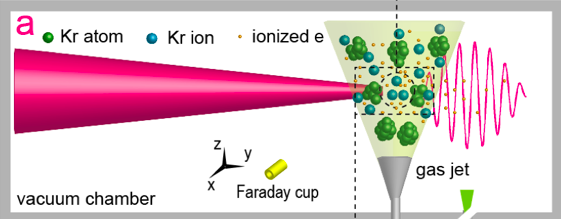 a
Kr atom Kr ion ionized e
z
y
x
gas jet
Faraday cup
vacuum chamber